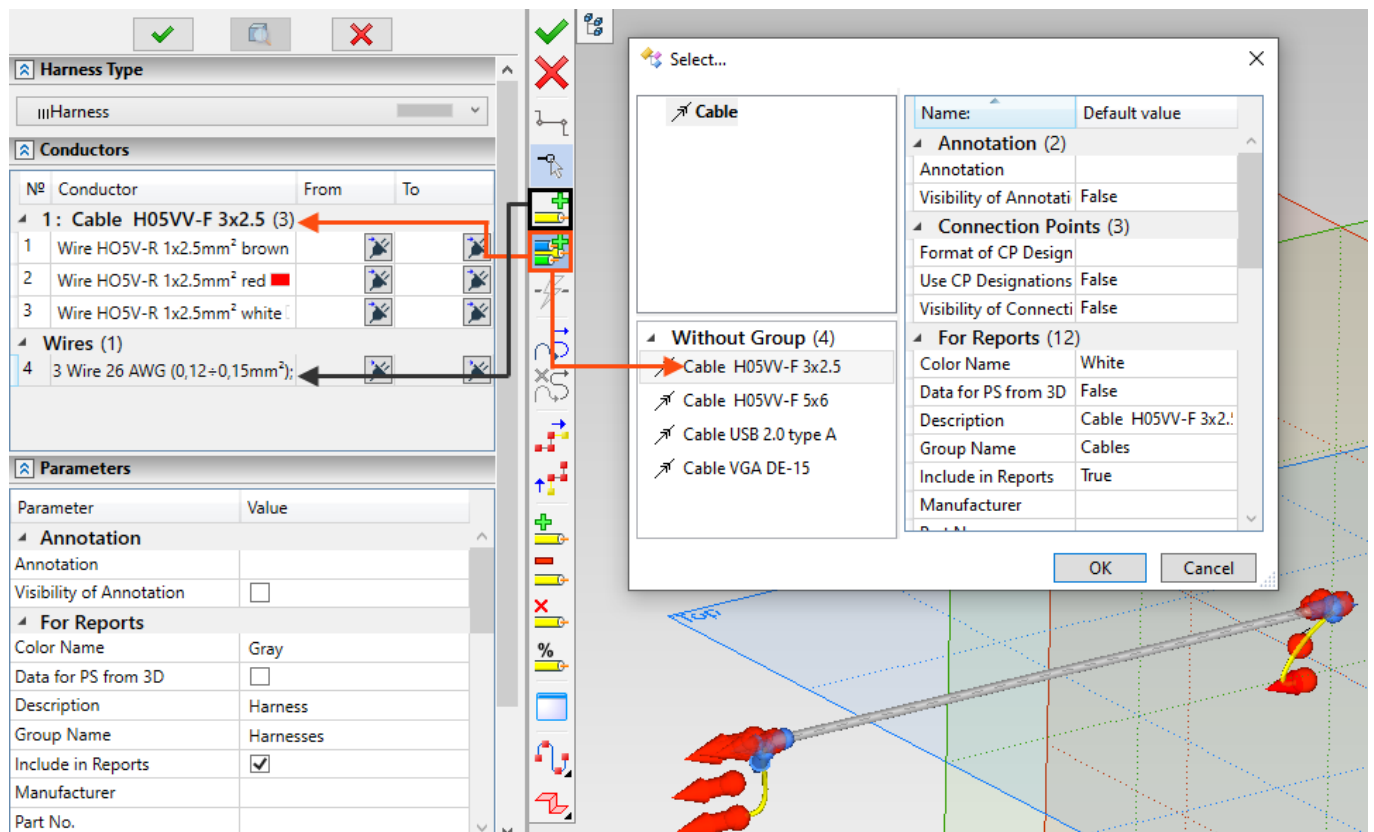 Harness Type
Harness
Conductors
№ Conductor From To
1: Cable H05VV-F 3x2.5 (3)
1 Wire HO5V-R 1x2.5mm² brown
2 Wire HO5V-R 1x2.5mm² red
3 Wire HO5V-R 1x2.5mm² white
Wires (1)
4 3 Wire 26 AWG (0,12÷0,15mm²);
Parameters
Parameter Value
Annotation
Annotation
Visibility of Annotation
For Reports
Color Name Gray
Data for PS from 3D
Description Harness
Group Name Harnesses
Include in Reports
Manufacturer
Part No.
%
Select...
Cable
Without Group (4)
Cable H05VV-F 3x2.5
Cable H05VV-F 5x6
Cable USB 2.0 type A
Cable VGA DE-15
Name: Default value
Annotation (2)
Annotation
Visibility of Annotati False
Connection Points (3)
Format of CP Design
Use CP Designations False
Visibility of Connecti False
For Reports (12)
Color Name White
Data for PS from 3D False
Description Cable H05VV-F 3x2.
Group Name Cables
Include in Reports True
Manufacturer
OK Cancel
Top